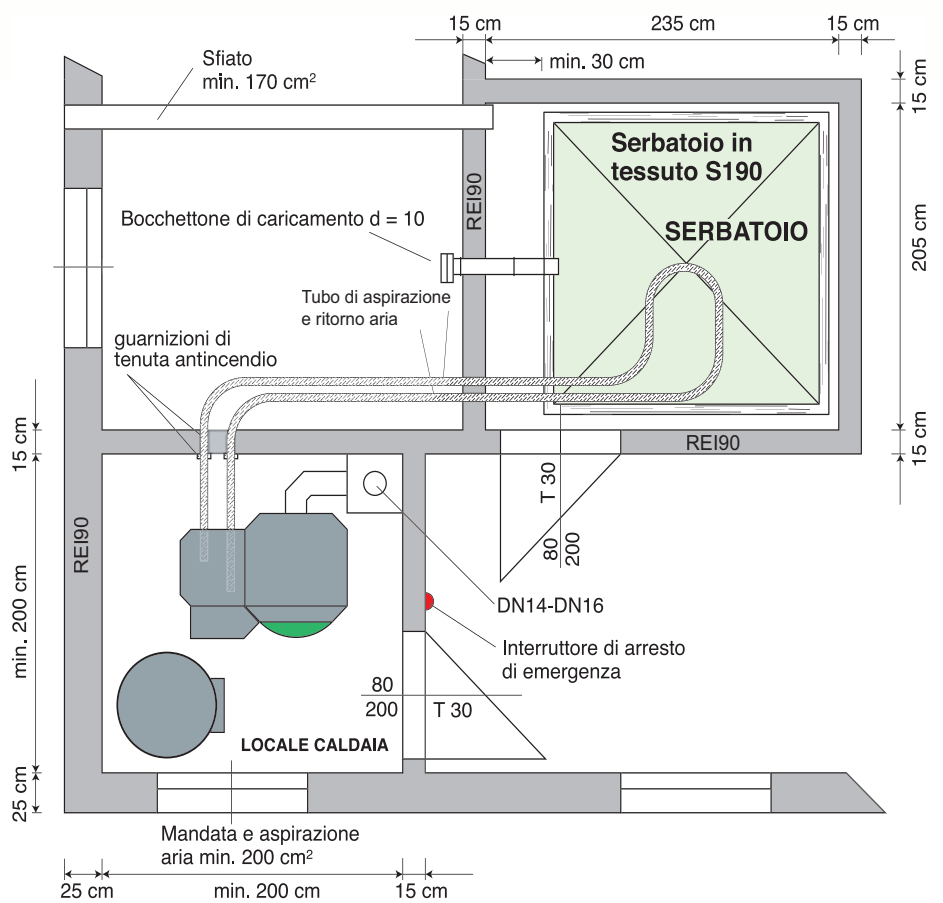 15 cm
235 cm
min. 30 cm
Sfiato
min. 170 cm²
15 cm
Serbatoio in
tessuto S190
REI90
Bocchettone di caricamento d = 10
SERBATOIO
205 cm
Tubo di aspirazione
e ritorno aria
guarnizioni di
tenuta antincendio
15 cm
REI90
15 cm
T 30
80
200
REI90
DN14-DN16
min. 200 cm
Interruttore di arresto
di emergenza
80
200
T 30
LOCALE CALDAIA
25 cm
Mandata e aspirazione
aria min. 200 cm²
25 cm
min. 200 cm
15 cm